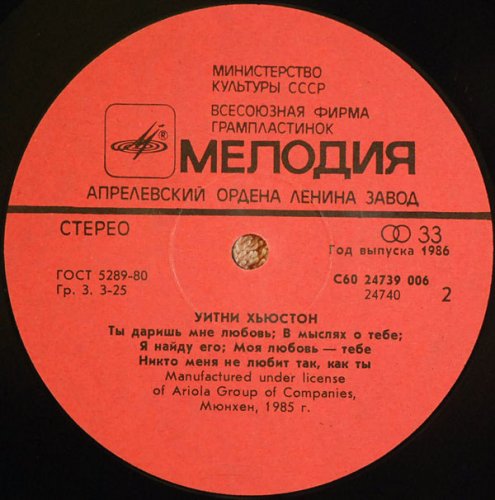 МИНИСТЕРСТВО
КУЛЬТУРЫ СССР
ВСЕСОЮЗНАЯ ФИРМА
ГРАМПЛАСТИНОК
®
МЕЛОДИЯ
АПРЕЛЕВСКИЙ ОРДЕНА ЛЕНИНА ЗАВОД
СТЕРЕО
33
Год выпуска 1986
ГОСТ 5289-80
Гр. 3. 3-25
С60 24739 006
24740
2
УИТНИ ХЬЮСТОН
Ты даришь мне любовь; В мыслях о тебе;
Я найду его; Моя любовь — тебе
Никто меня не любит так, как ты
Manufactured under license
of Ariola Group of Companies,
Мюнхен, 1985 г.